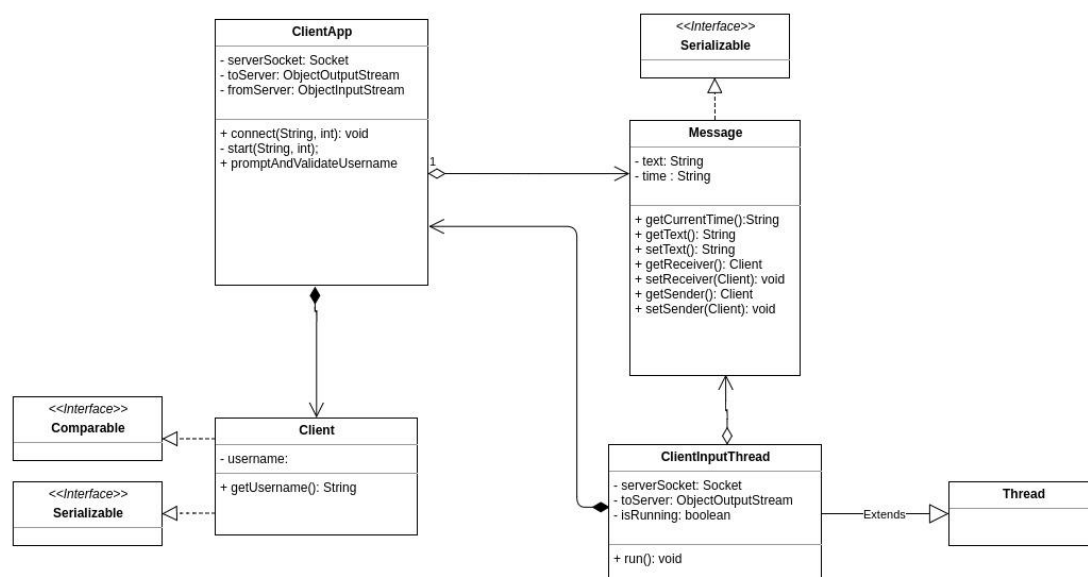 ClientApp
- serverSocket: Socket
- toServer: ObjectOutputStream
- fromServer: ObjectInputStream
+ connect(String, int): void
- start(String, int);
+ promptAndValidateUsername
1
<<Interface>>
Serializable
Message
- text: String
- time : String
+ getCurrentTime():String
+ getText(): String
+ setText(): String
+ getReceiver(): Client
+ setReceiver(Client): void
+ getSender(): Client
+ setSender(Client): void
<<Interface>>
Comparable
<<Interface>>
Serializable
Client
- username:
+ getUsername(): String
ClientInputThread
- serverSocket: Socket
- toServer: ObjectOutputStream
- isRunning: boolean
+ run(): void
Extends
Thread